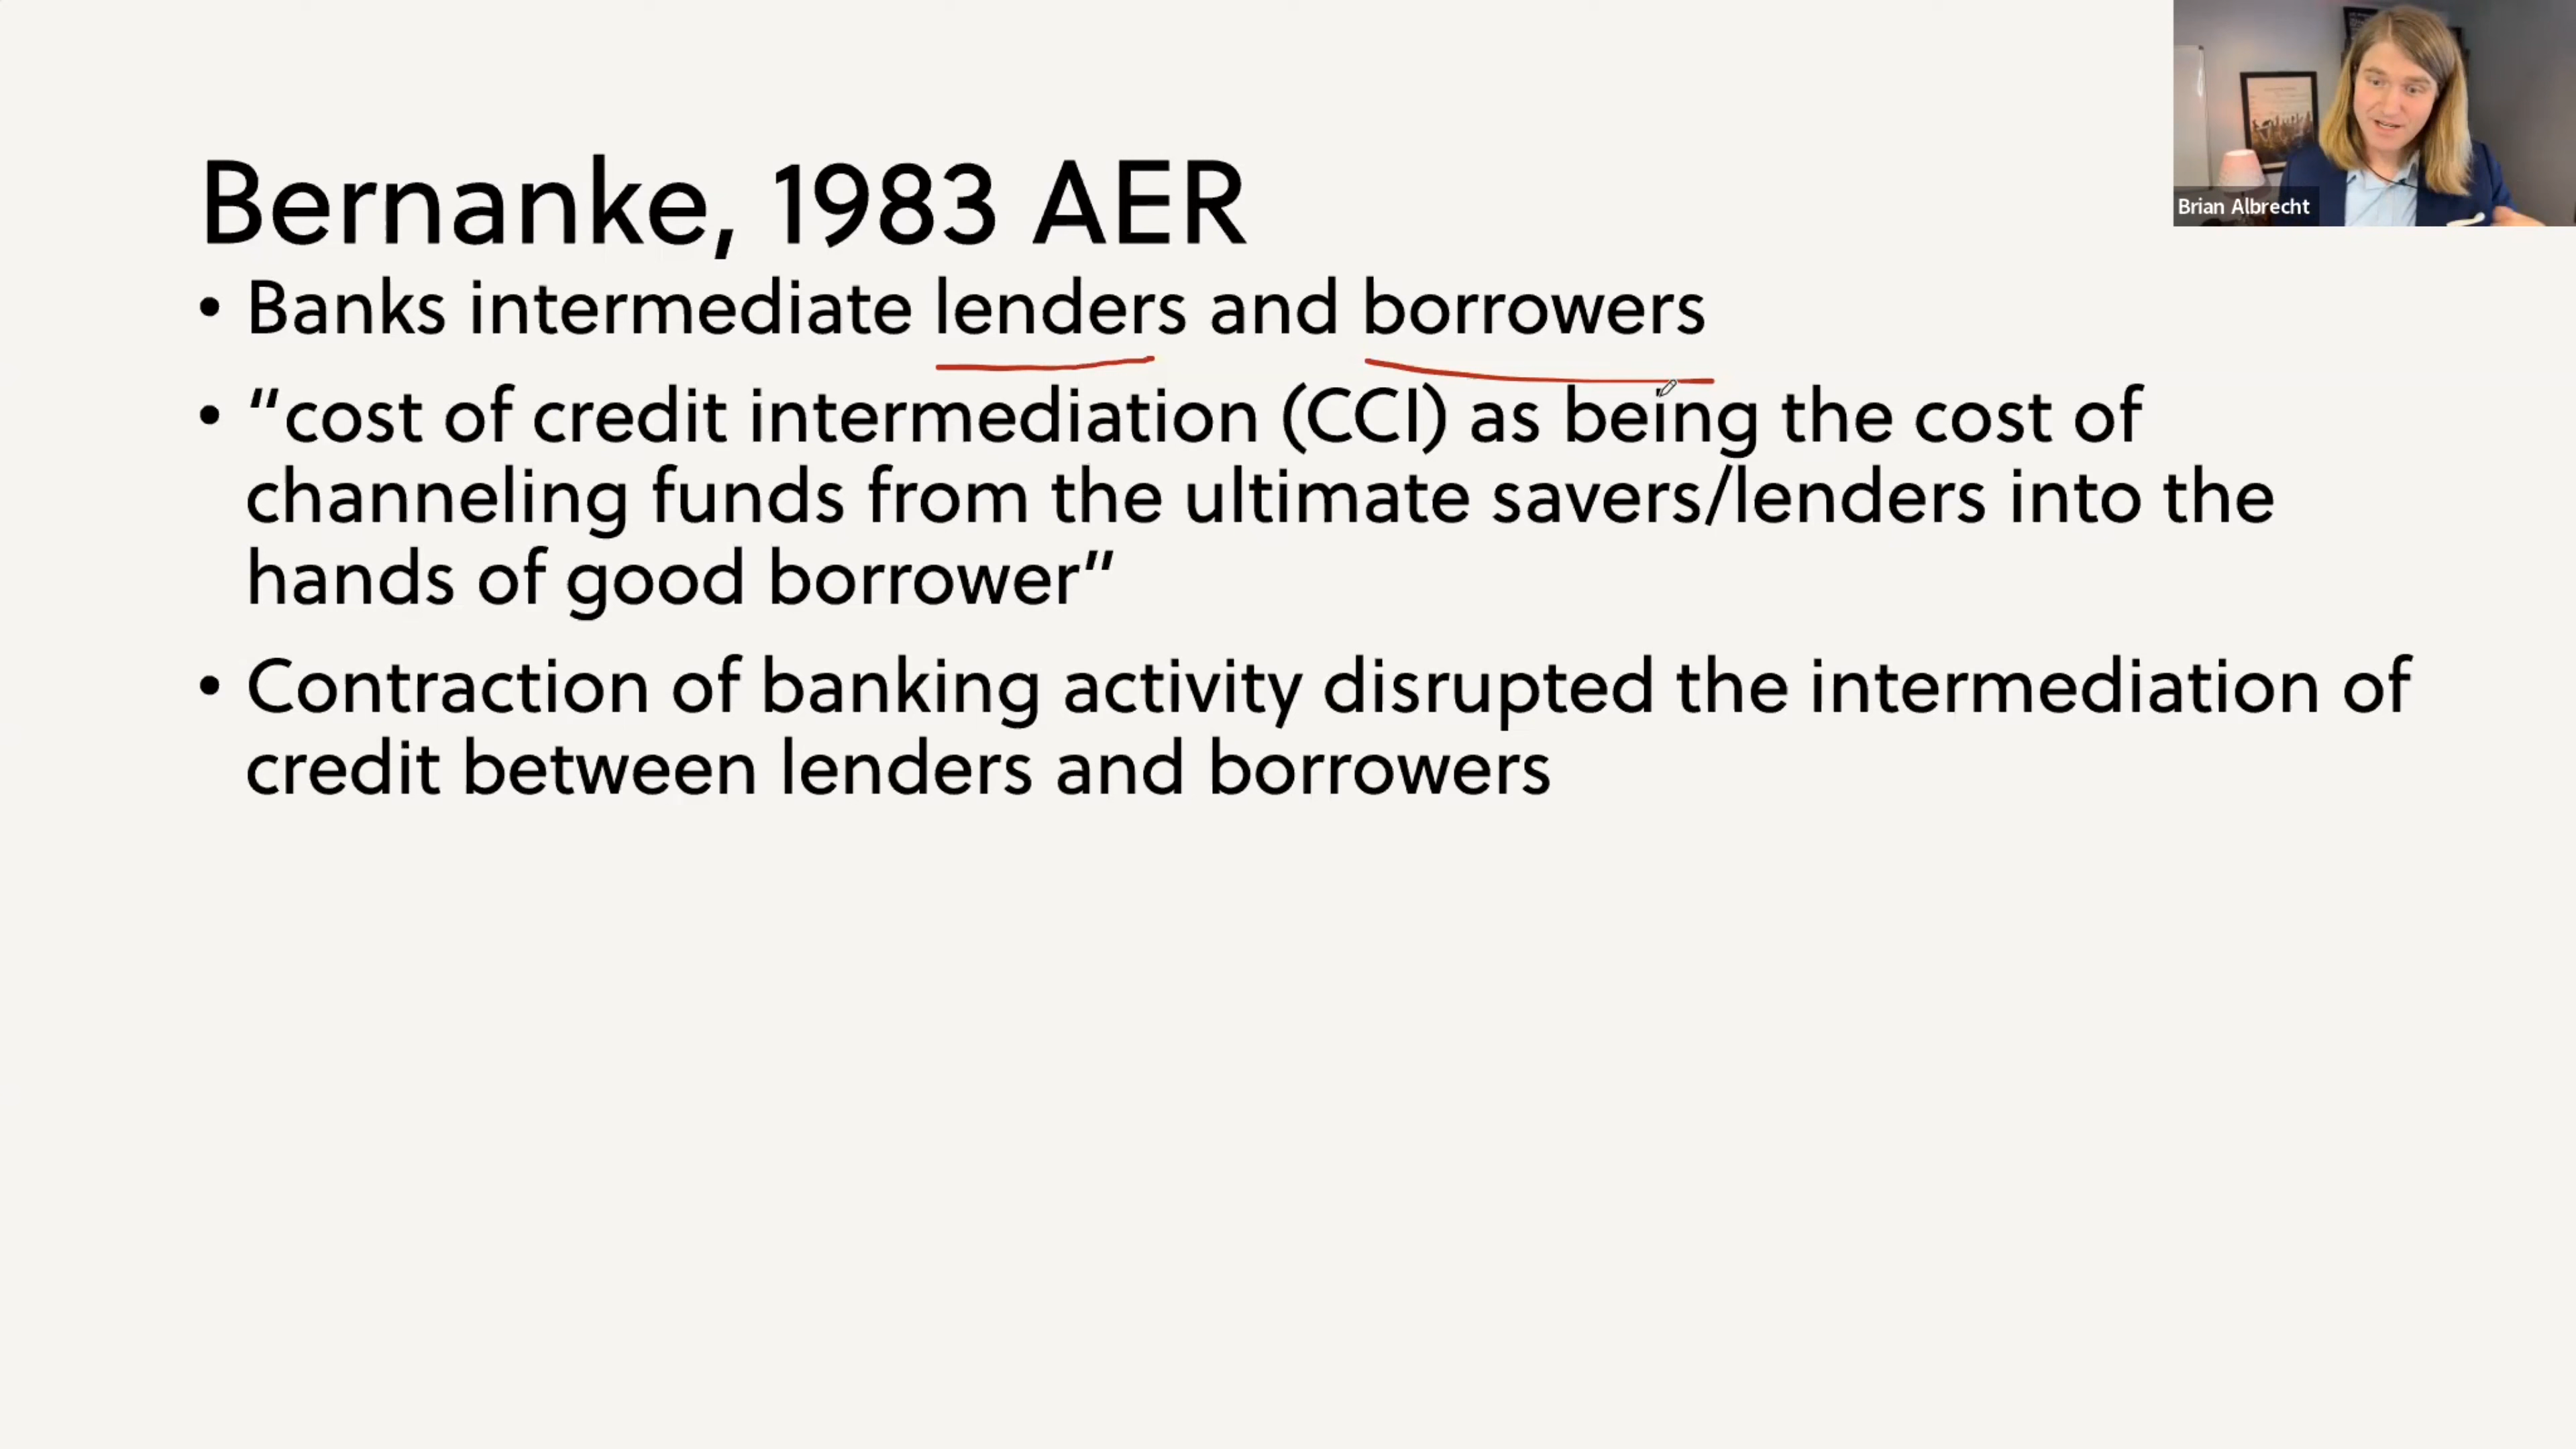 Brian Albrecht
Bernanke, 1983 AER
• Banks intermediate lenders and borrowers
• “cost of credit intermediation (CCI) as being the cost of
channeling funds from the ultimate savers/lenders into the
hands of good borrower”
• Contraction of banking activity disrupted the intermediation of
credit between lenders and borrowers